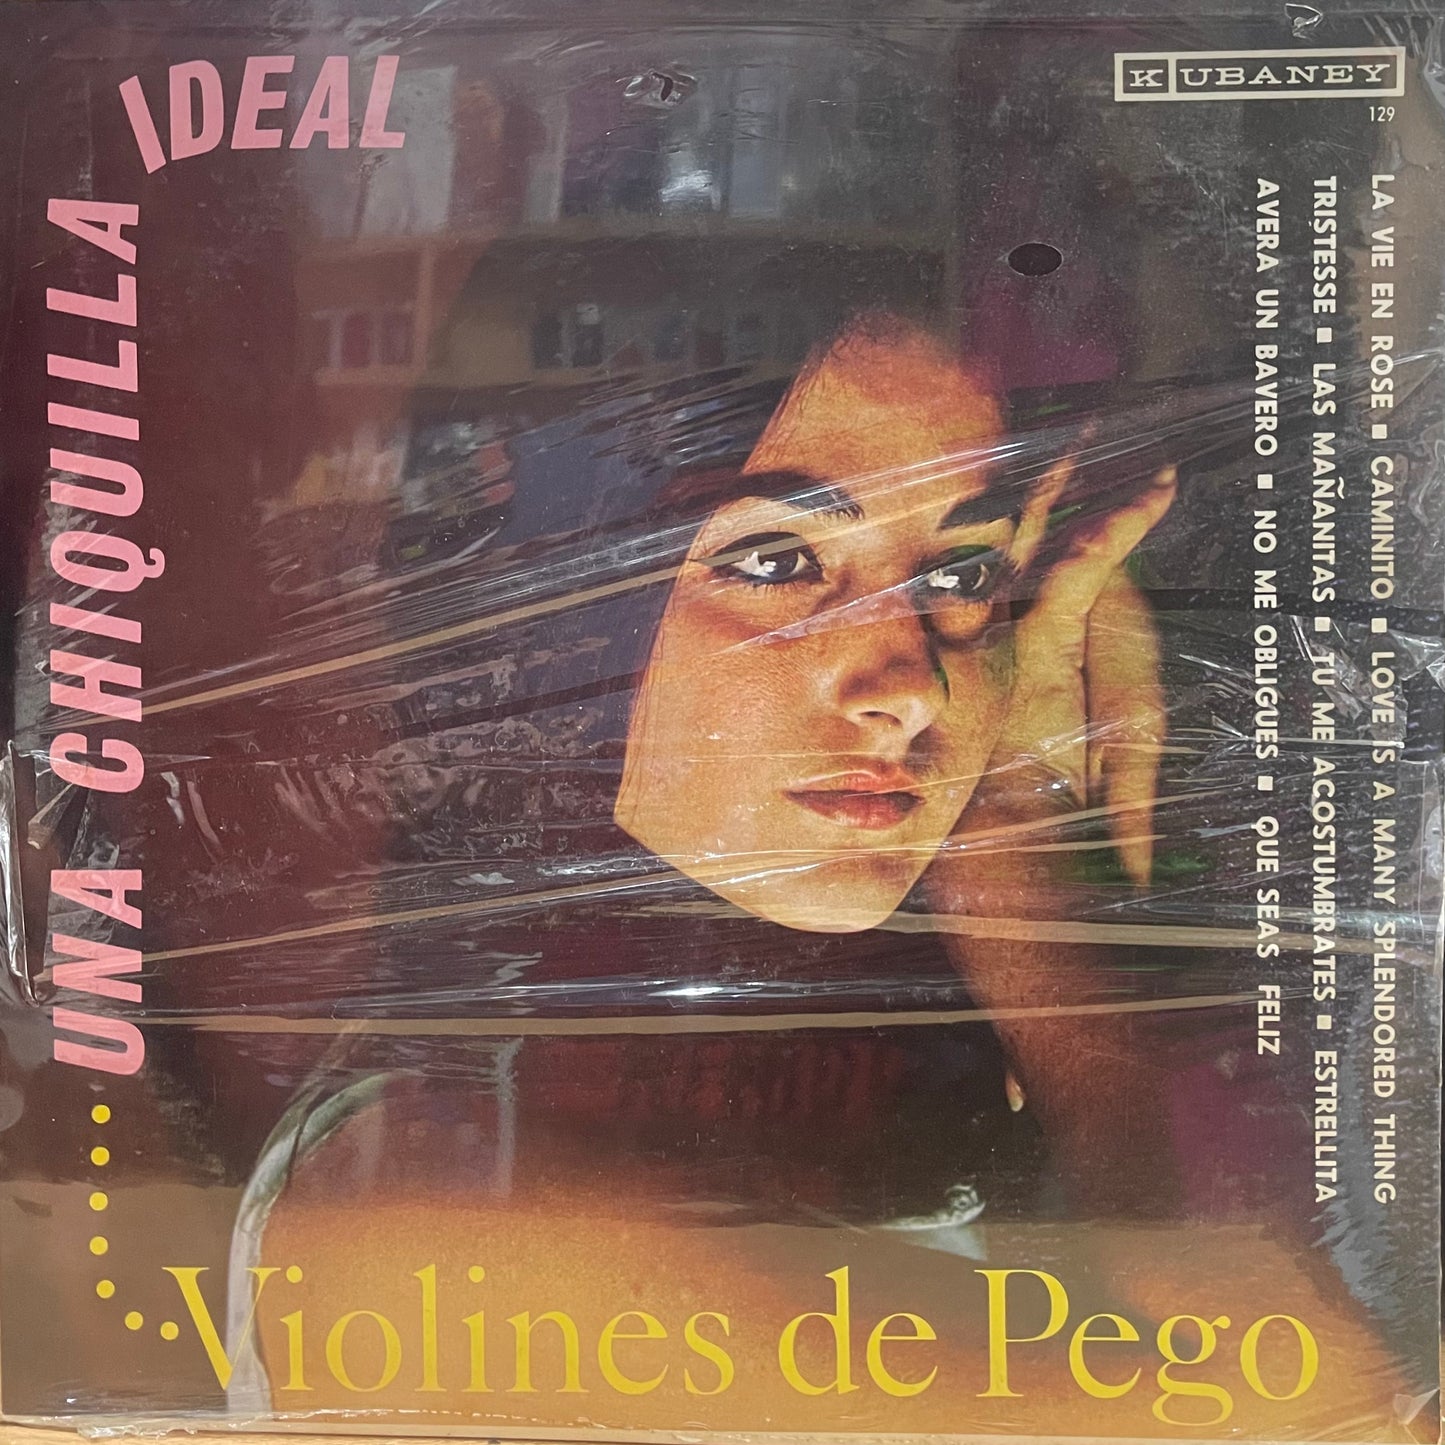 UNA CHIQUILLA IDEAL
KUBANEY
129
LA VIE EN ROSE ■ CAMINITO ■ LOVE IS A MANY SPLENDORED THING
TRISTESSE ■ LAS MAÑANITAS ■ TU ME ACOSTUMBRATES ■ ESTRELLITA
AVERA UN BAVERO ■ NO ME OBLIGUES ■ QUE SEAS FELIZ
Violines de Pego